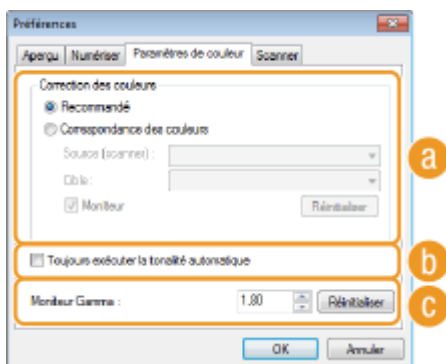 Préférences
Aperçu Numériser Paramètres de couleur Scanner
Correction des couleurs
Recommandé
Correspondance des couleurs
Source (scanner) :
Cible :
Moniteur Réinitialiser
a
Toujours exécuter la tonalité automatique
b
Moniteur Gamma : 1.80 Réinitialiser
c
OK Annuler